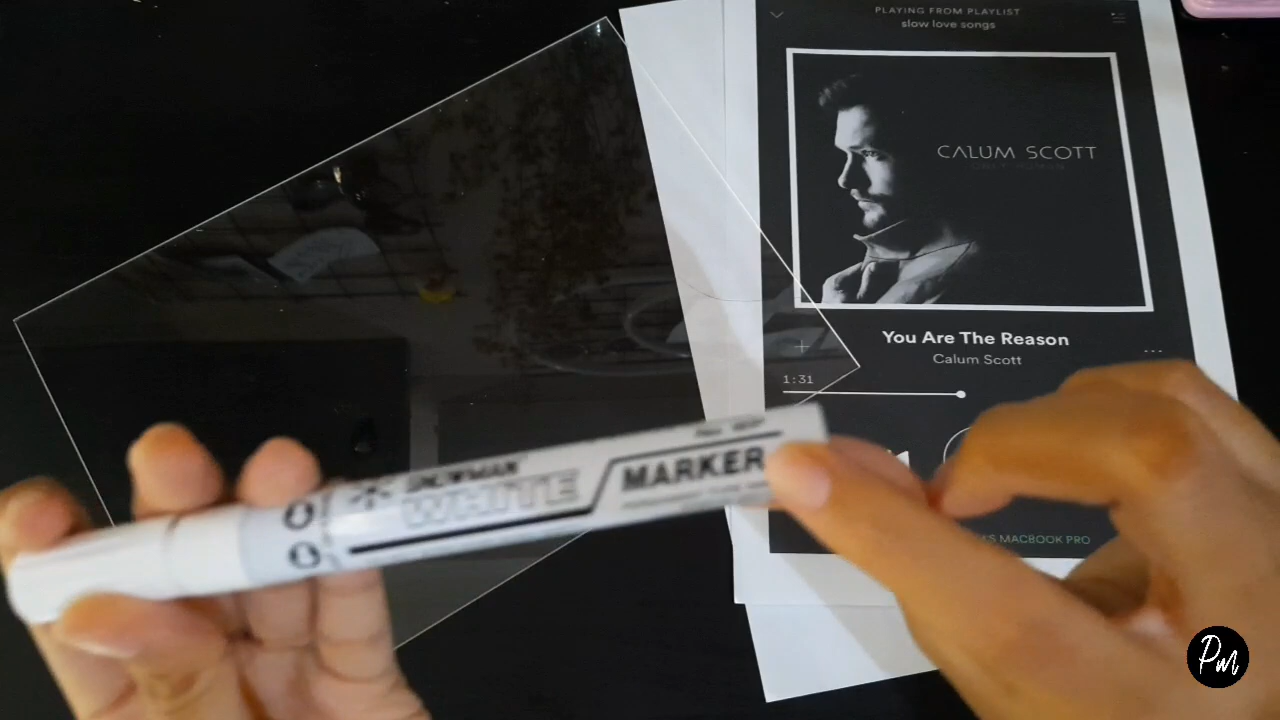 PLAYING FROM PLAYLIST
slow love songs
CALUM SCOTT
You Are The Reason
Calum Scott
1:31
SNOWMAN
WHITE MARKER
MACBOOK PRO
PM